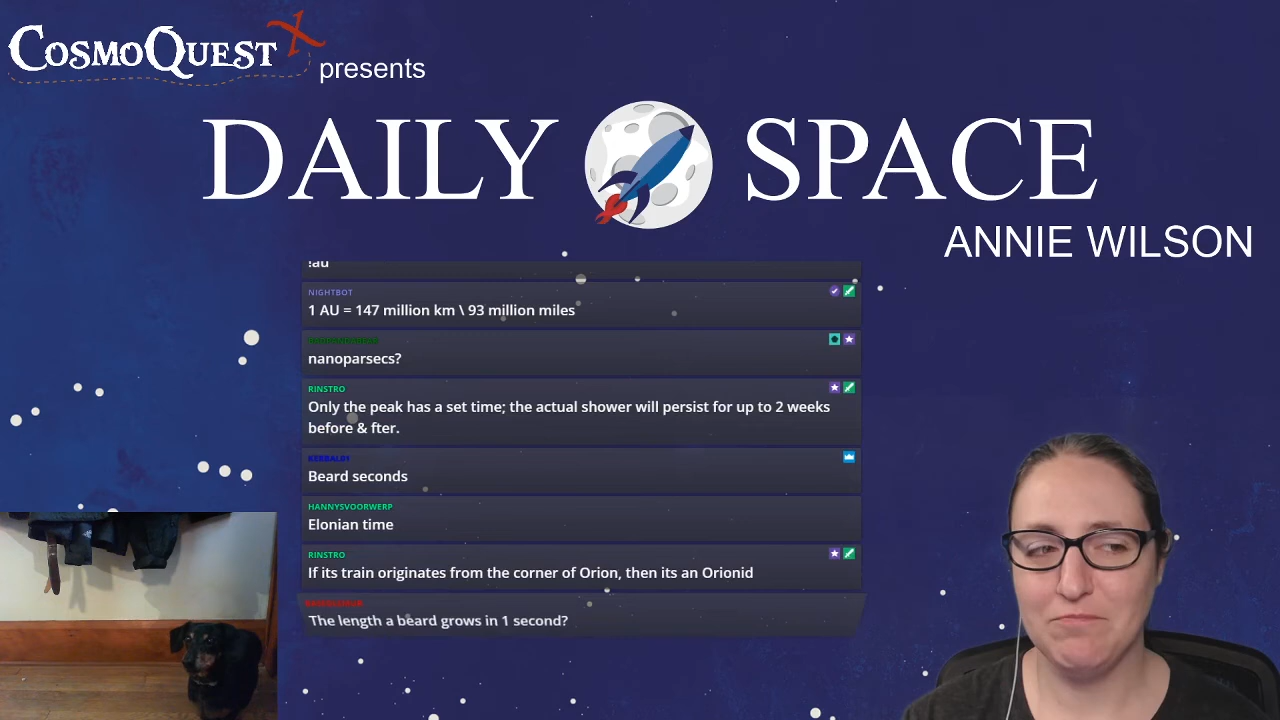 CosmoQuest X
presents
DAILY SPACE
ANNIE WILSON
!au
NIGHTBOT
1 AU = 147 million km \ 93 million miles
nanoparsecs?
RINSTRO
Only the peak has a set time; the actual shower will persist for up to 2 weeks
before & fter.
KERBAL01
Beard seconds
HANNYSVOORWERP
Elonian time
RINSTRO
If its train originates from the corner of Orion, then its an Orionid
The length a beard grows in 1 second?